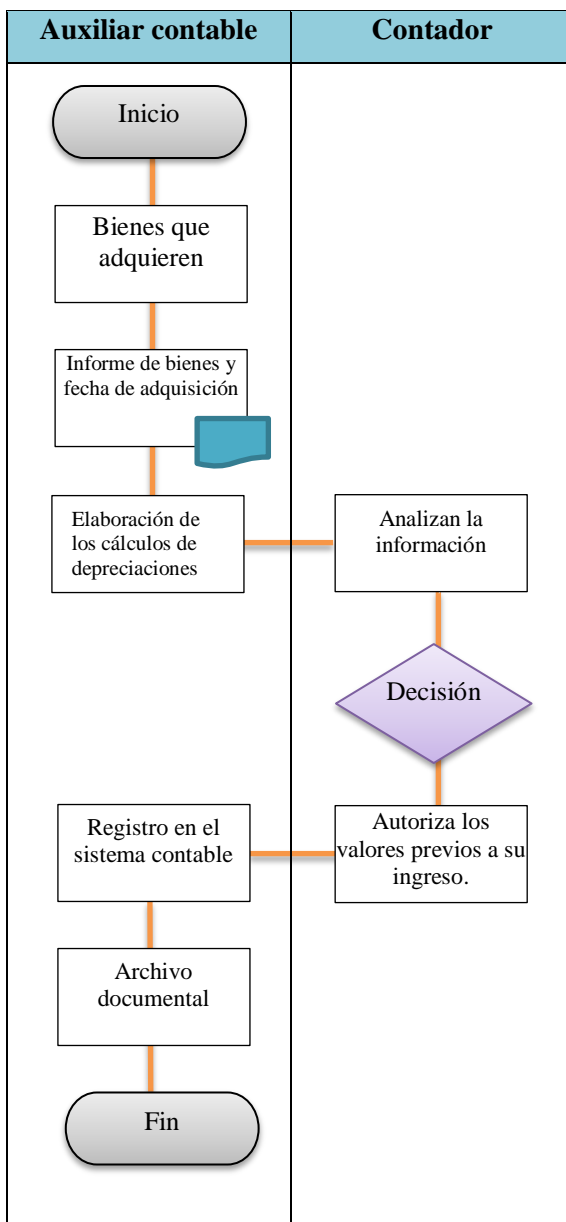 Auxiliar contable
Contador
Inicio
Bienes que
adquieren
Informe de bienes y
fecha de adquisición
Elaboración de
los cálculos de
depreciaciones
Analizan la
información
Decisión
Autoriza los
valores previos a su
ingreso.
Registro en el
sistema contable
Archivo
documental
Fin